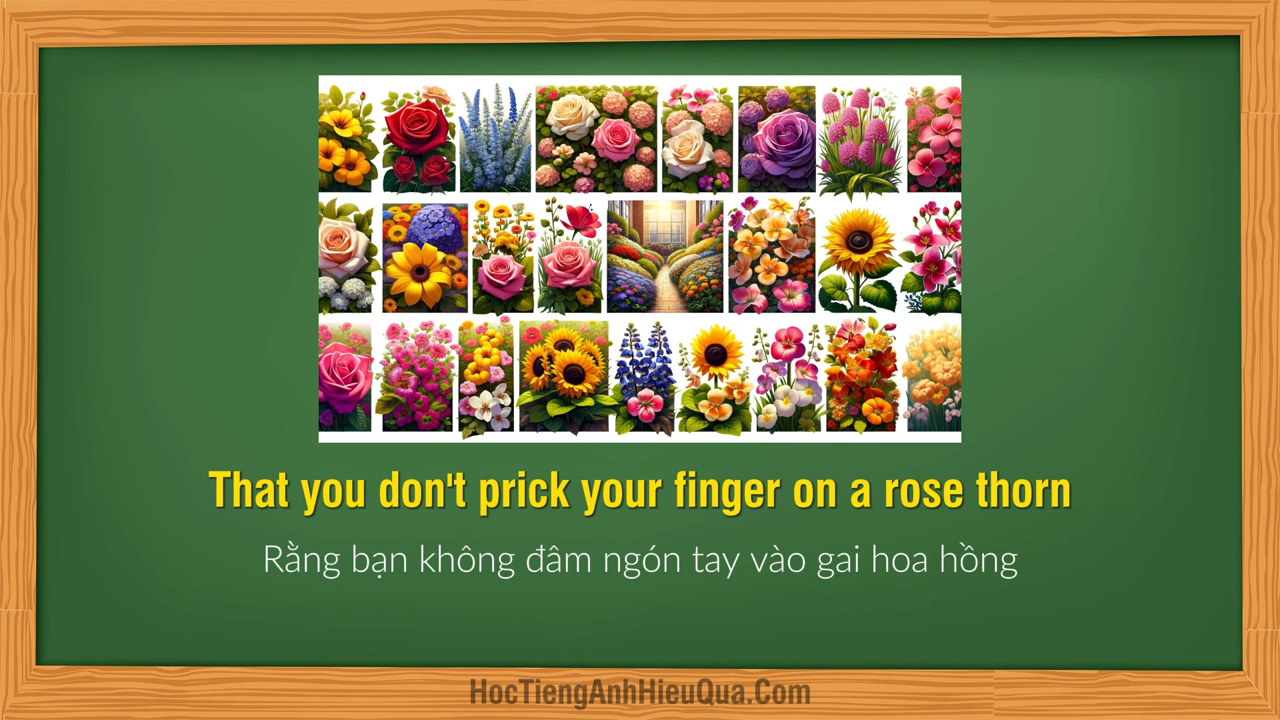 That you don't prick your finger on a rose thorn
Rằng bạn không đâm ngón tay vào gai hoa hồng
HocTiengAnhHieuQua.Com